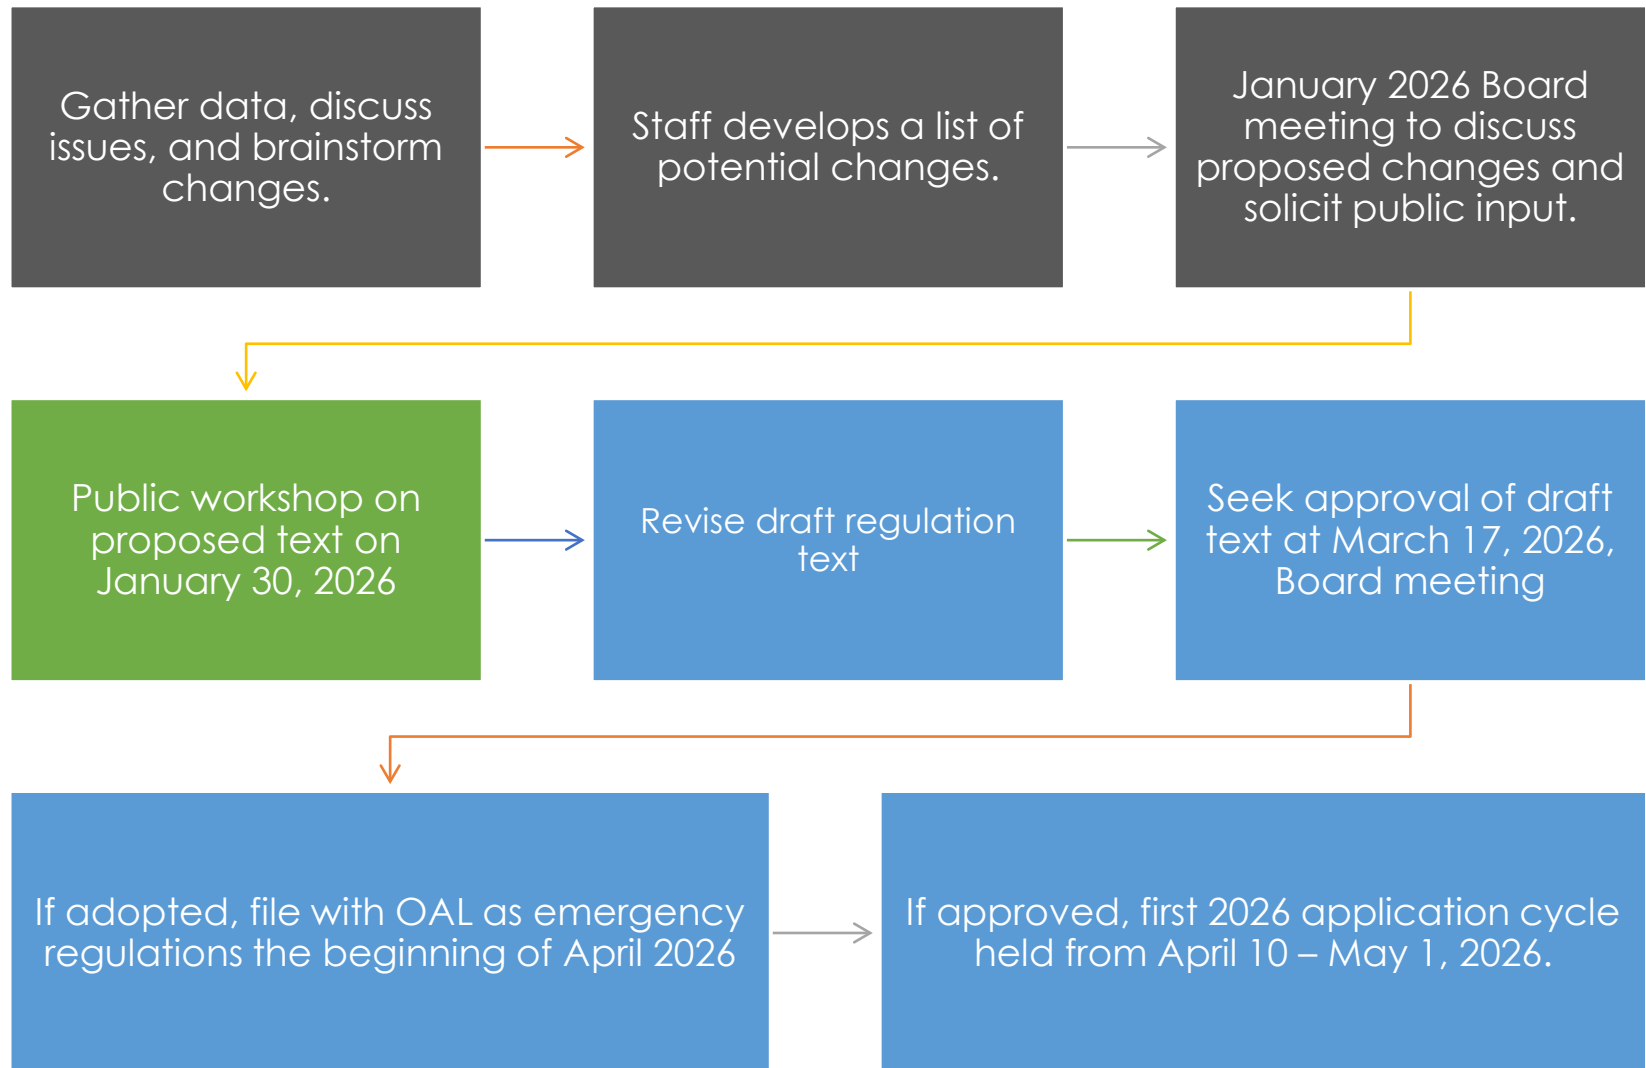 Gather data, discuss
issues, and brainstorm
changes.
Staff develops a list of
potential changes.
January 2026 Board
meeting to discuss
proposed changes and
solicit public input.
Public workshop on
proposed text on
January 30, 2026
Revise draft regulation
text
Seek approval of draft
text at March 17, 2026,
Board meeting
If adopted, file with OAL as emergency
regulations the beginning of April 2026
If approved, first 2026 application cycle
held from April 10 – May 1, 2026.